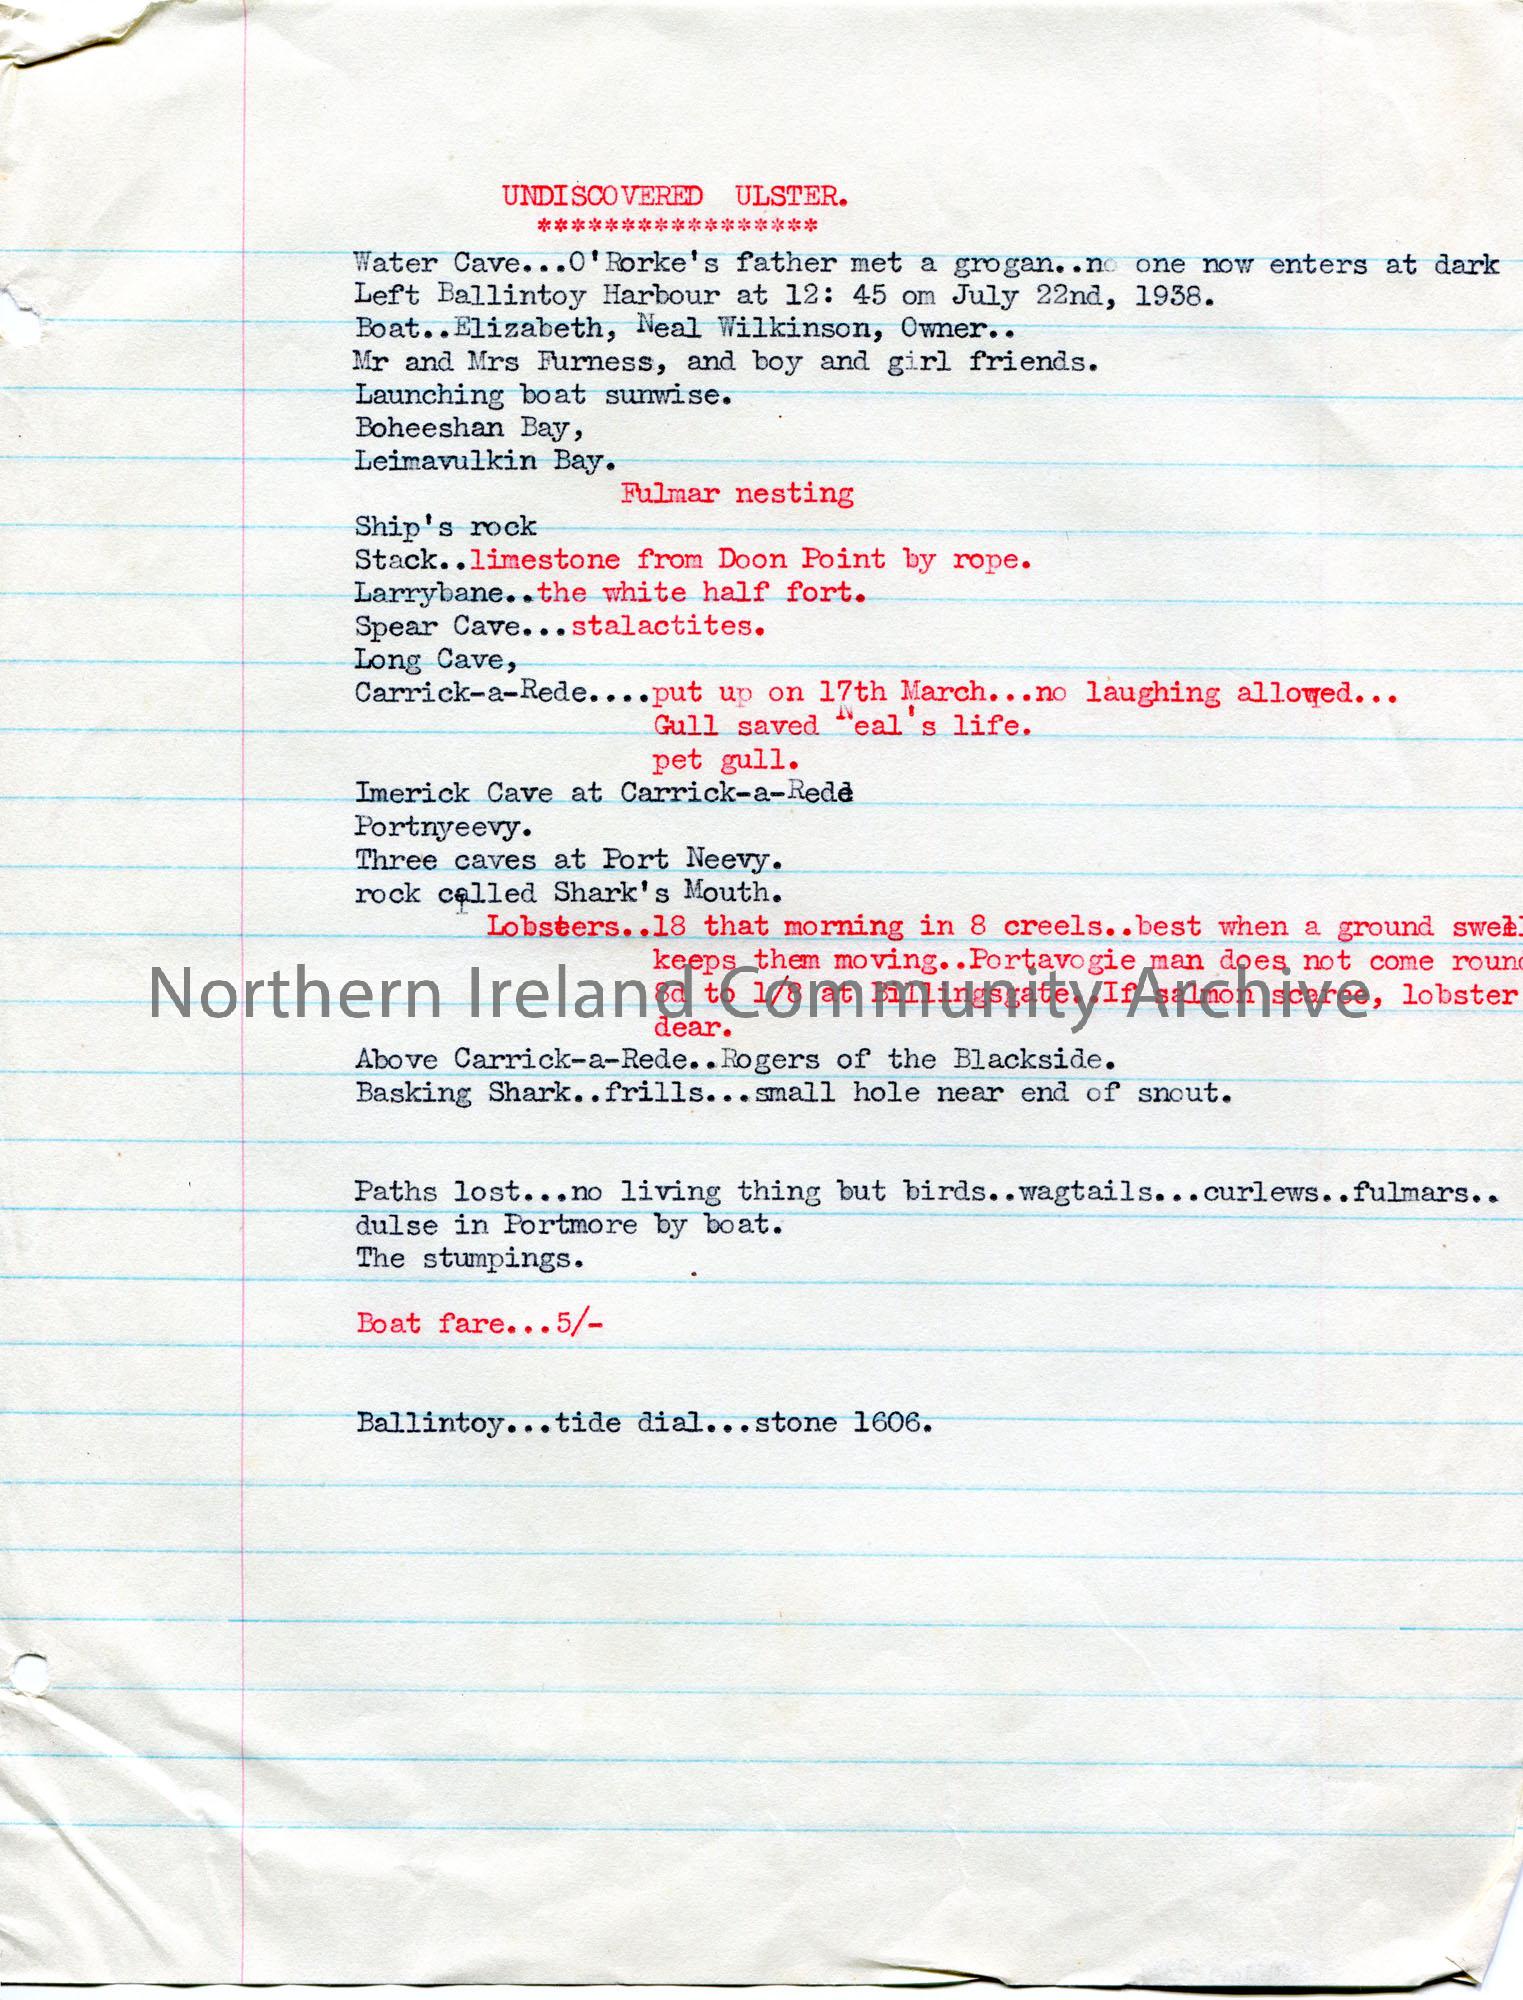 UNDISCOVERED ULSTER.
*****************
Water Cave...O'Rorke's father met a grogan..no one now enters at dark
Left Ballintoy Harbour at 12: 45 om July 22nd, 1938.
Boat..Elizabeth, Neal Wilkinson, Owner..
Mr and Mrs Furness, and boy and girl friends.
Launching boat sunwise.
Boheeshan Bay,
Leimavulkin Bay.
Fulmar nesting
Ship's rock
Stack..limestone from Doon Point by rope.
Larrybane..the white half fort.
Spear Cave...stalactites.
Long Cave,
Carrick-a-Rede....put up on 17th March...no laughing allowed...
Gull saved Neal's life.
pet gull.
Imerick Cave at Carrick-a-Rede
Portnyeevy.
Three caves at Port Neevy.
rock called Shark's Mouth.
Lobsters..18 that morning in 8 creels..best when a ground swell
keeps them moving..Portavogie man does not come round
8d to 1/8 at Billingsgate..If salmon scarce, lobster
dear.
Northern Ireland Community Archive
Above Carrick-a-Rede..Rogers of the Blackside.
Basking Shark..frills...small hole near end of snout.
Paths lost...no living thing but birds..wagtails...curlews..fulmars..
dulse in Portmore by boat.
The stumpings.
Boat fare...5/-
Ballintoy...tide dial...stone 1606.